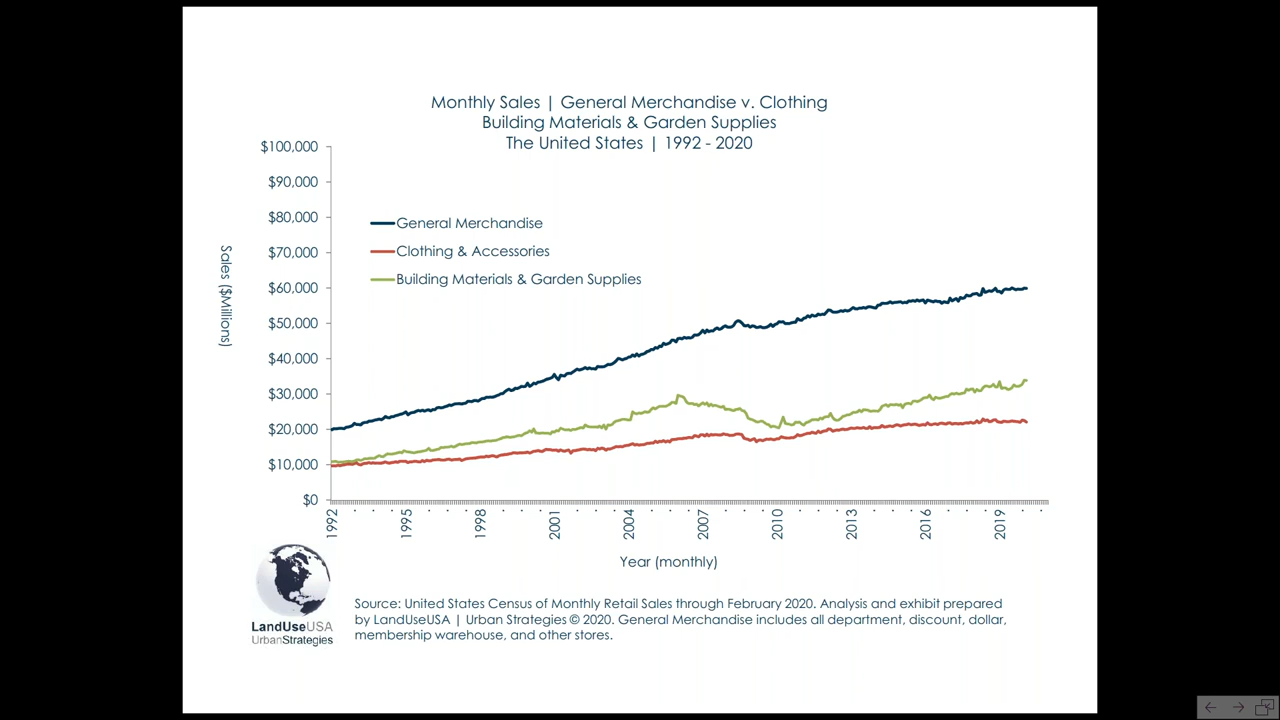 Monthly Sales | General Merchandise v. Clothing
Building Materials & Garden Supplies
The United States | 1992 - 2020
$100,000
$90,000
$80,000
$70,000
$60,000
$50,000
$40,000
$30,000
$20,000
$10,000
$0
Sales ($Millions)
General Merchandise
Clothing & Accessories
Building Materials & Garden Supplies
1992
1995
1998
2001
2004
2007
2010
2013
2016
2019
Year (monthly)
LandUseUSA
UrbanStrategies
Source: United States Census of Monthly Retail Sales through February 2020. Analysis and exhibit prepared
by LandUseUSA | Urban Strategies © 2020. General Merchandise includes all department, discount, dollar,
membership warehouse, and other stores.